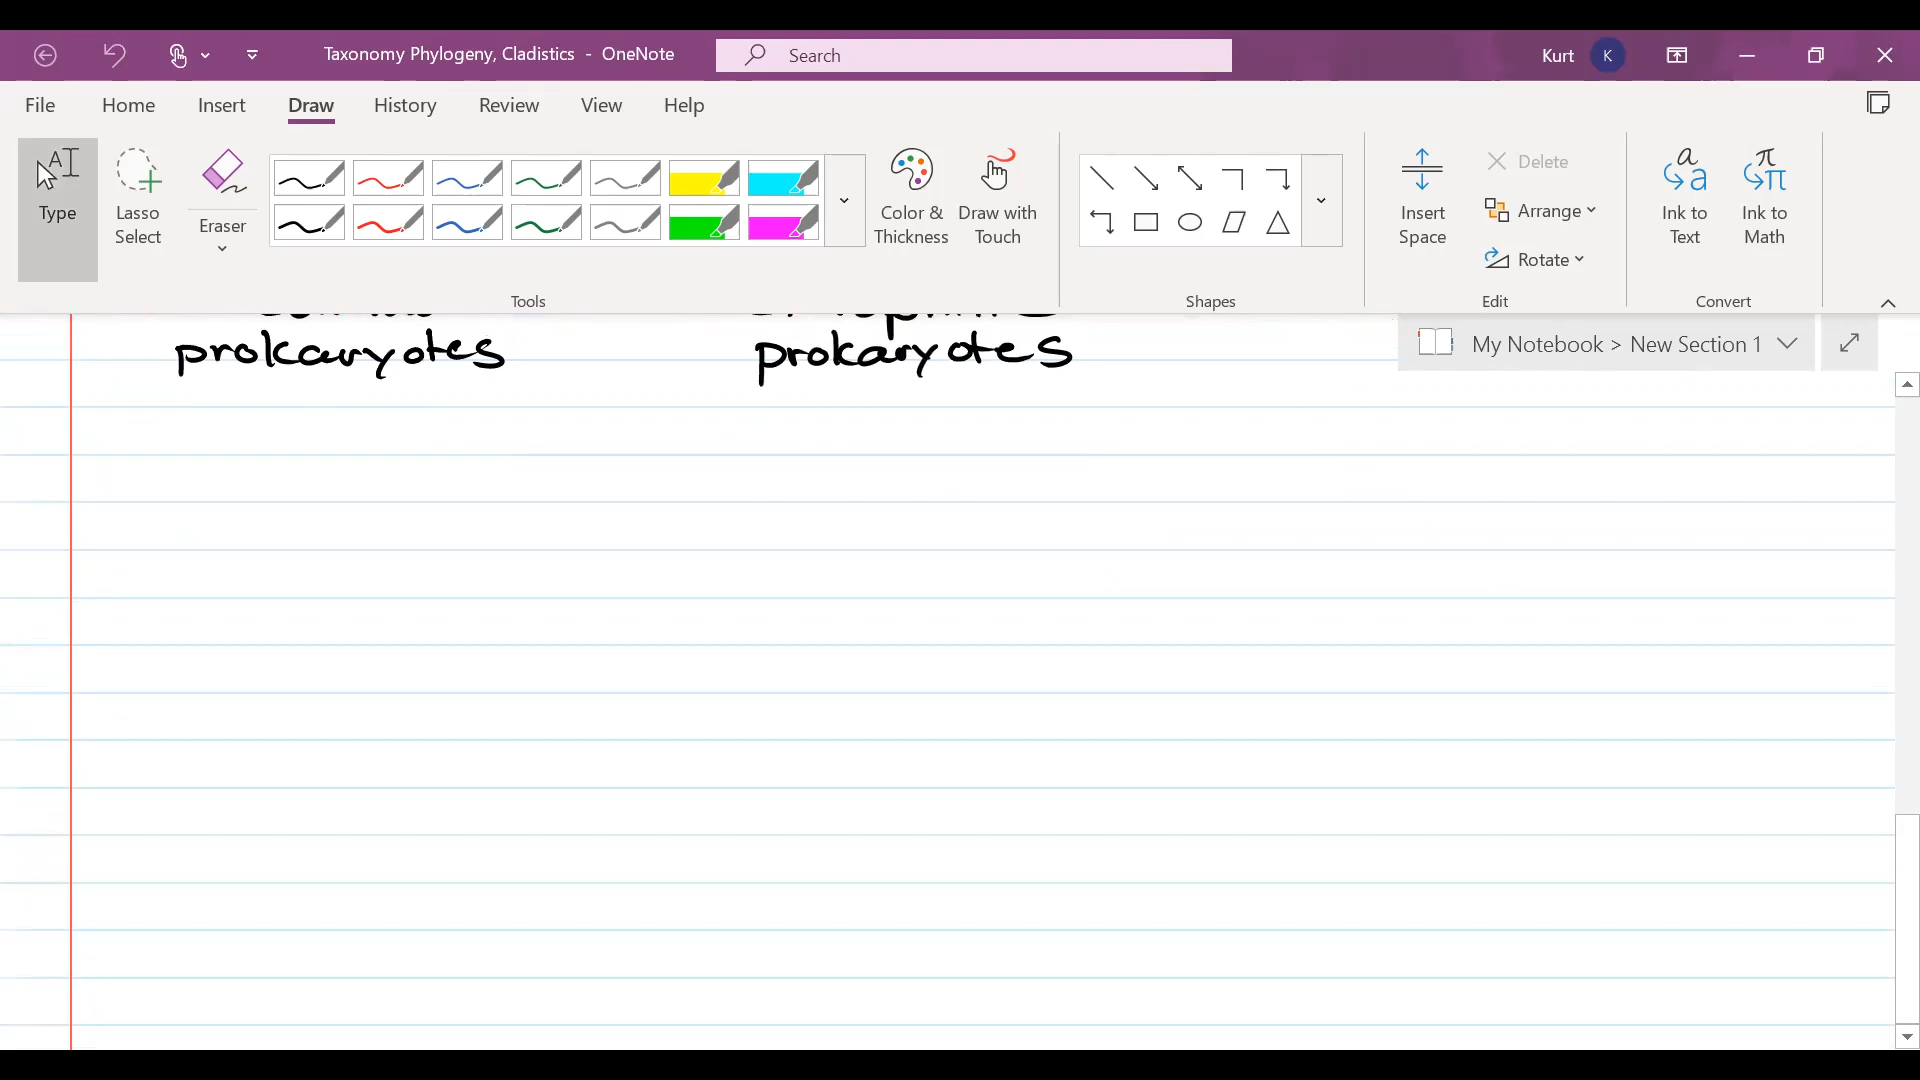 Taxonomy Phylogeny, Cladistics - OneNote
Search
Kurt K
File Home Insert Draw History Review View Help
Type
Lasso Select
Eraser
Color & Thickness
Draw with Touch
Insert Space
Delete
Arrange
Rotate
Ink to Text
Ink to Math
Tools Shapes Edit Convert
My Notebook > New Section 1
prokaryotes prokaryotes